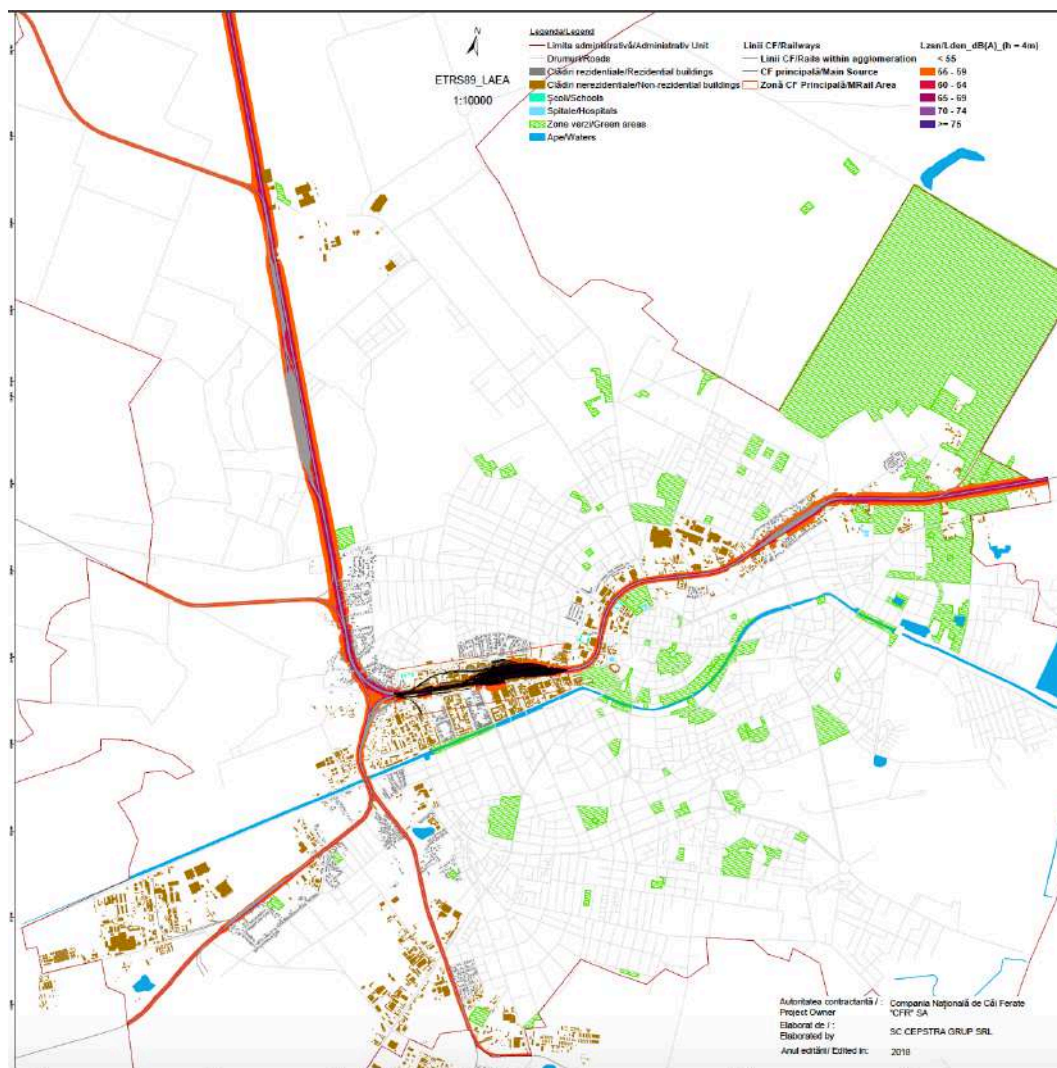 N
ETRS89_LAEA
1:10000
Legenda/Legend
Limita administrativă/Administrativ Unit
Drumuri/Roads
Clădiri rezidentiale/Rezidential buildings
Clădiri nerezidentiale/Non-rezidential buildings
Școli/Schools
Spitale/Hospitals
Zone verzi/Green areas
Ape/Waters
Linii CF/Railways
Linii CF/Rails within agglomeration
CF principală/Main Source
Zonă CF Principală/MRail Area
Lzsn/Lden_dB(A)_(h = 4m)
< 55
55 - 59
60 - 64
65 - 69
70 - 74
>= 75
Autoritatea contractantă / : Compania Națională de Căi Ferate
Project Owner "CFR" SA
Elaborat de / :
Elaborated by SC CEPSTRA GRUP SRL
Anul editării/ Edited in: 2018